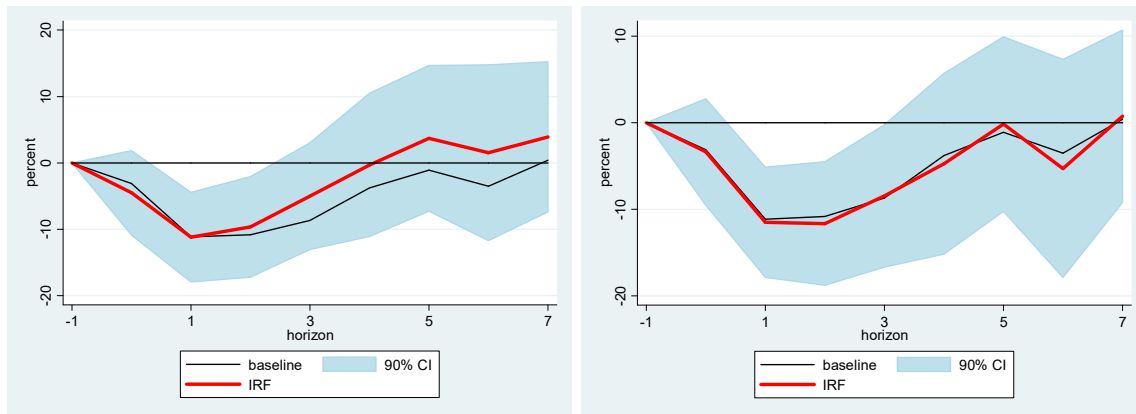 20
10
0
-10
-20
percent
-1 1 3 5 7
horizon
baseline 90% CI
IRF
10
0
-10
-20
percent
-1 1 3 5 7
horizon
baseline 90% CI
IRF